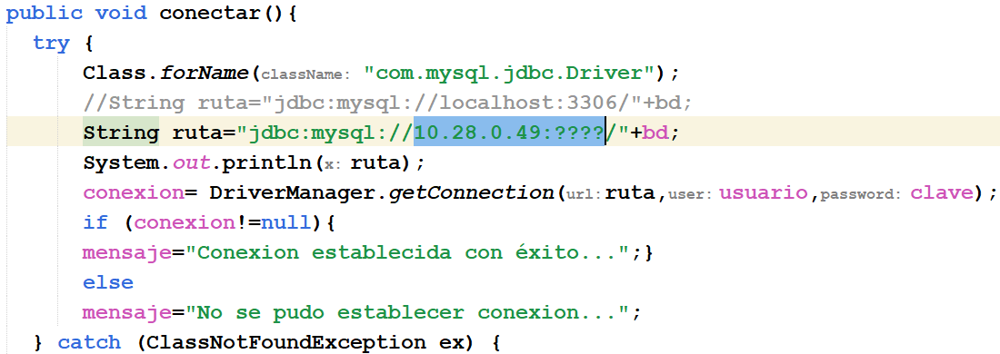 public void conectar(){
try {
Class.forName(className: "com.mysql.jdbc.Driver");
//String ruta="jdbc:mysql://localhost:3306/"+bd;
String ruta="jdbc:mysql://10.28.0.49:????/"+bd;
System.out.println(x: ruta);
conexion= DriverManager.getConnection(url:ruta,user:usuario,password:clave);
if (conexion!=null){
mensaje="Conexion establecida con éxito...";}
else
mensaje="No se pudo establecer conexion...";
} catch (ClassNotFoundException ex) {